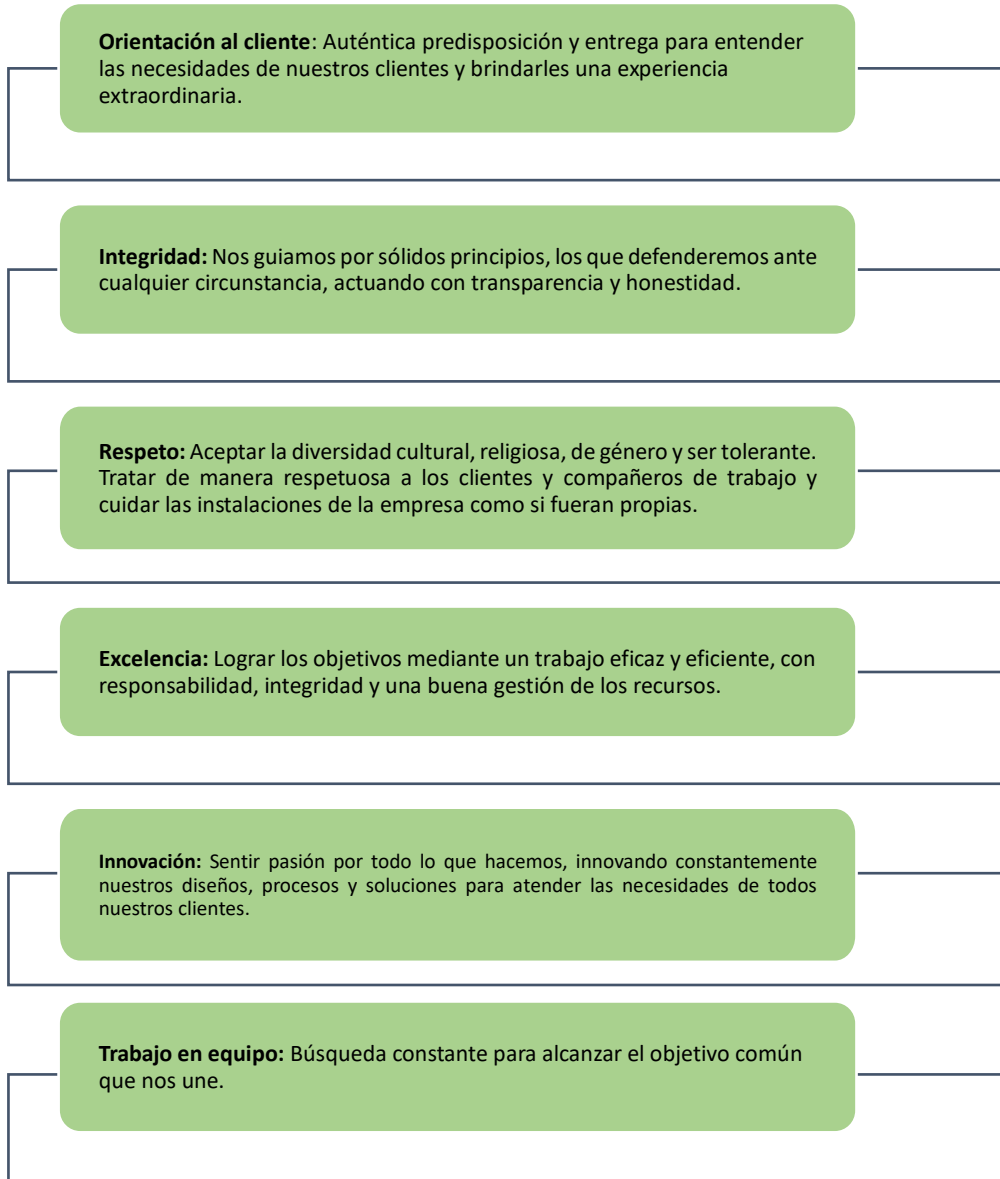 Orientación al cliente: Auténtica predisposición y entrega para entender
las necesidades de nuestros clientes y brindarles una experiencia
extraordinaria.
Integridad: Nos guiamos por sólidos principios, los que defenderemos ante
cualquier circunstancia, actuando con transparencia y honestidad.
Respeto: Aceptar la diversidad cultural, religiosa, de género y ser tolerante.
Tratar de manera respetuosa a los clientes y compañeros de trabajo y
cuidar las instalaciones de la empresa como si fueran propias.
Excelencia: Lograr los objetivos mediante un trabajo eficaz y eficiente, con
responsabilidad, integridad y una buena gestión de los recursos.
Innovación: Sentir pasión por todo lo que hacemos, innovando constantemente
nuestros diseños, procesos y soluciones para atender las necesidades de todos
nuestros clientes.
Trabajo en equipo: Búsqueda constante para alcanzar el objetivo común
que nos une.